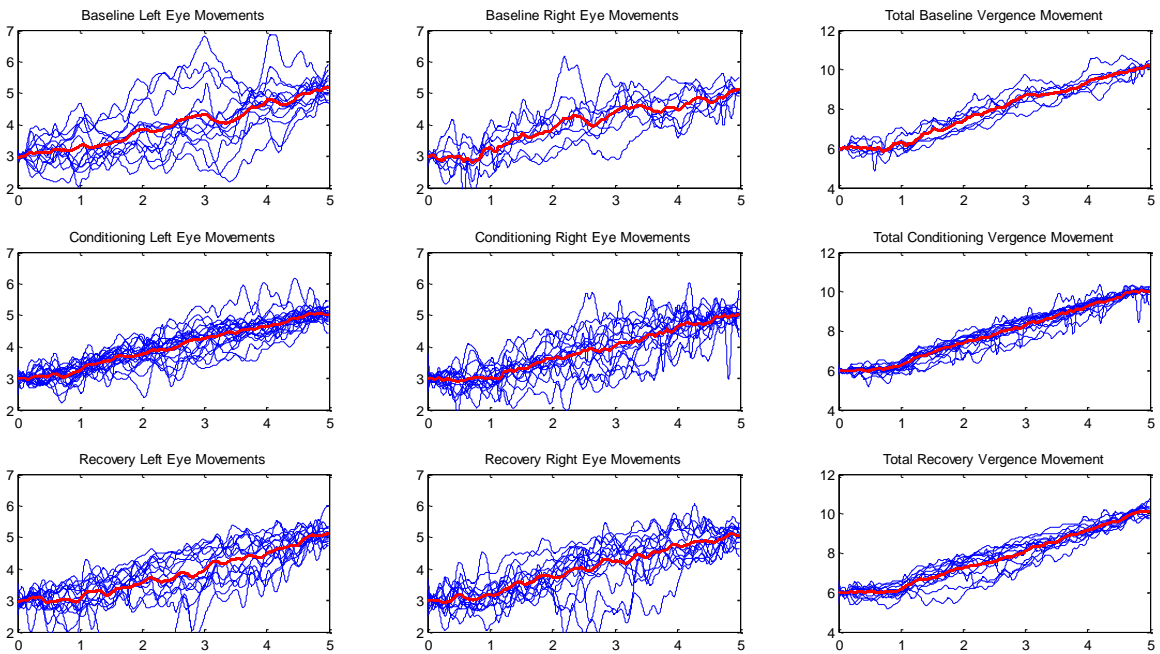 Baseline Left Eye Movements
7
6
5
4
3
2
0 1 2 3 4 5
Baseline Right Eye Movements
7
6
5
4
3
2
0 1 2 3 4 5
Total Baseline Vergence Movement
12
10
8
6
4
0 1 2 3 4 5
Conditioning Left Eye Movements
7
6
5
4
3
2
0 1 2 3 4 5
Conditioning Right Eye Movements
7
6
5
4
3
2
0 1 2 3 4 5
Total Conditioning Vergence Movement
12
10
8
6
4
0 1 2 3 4 5
Recovery Left Eye Movements
7
6
5
4
3
2
0 1 2 3 4 5
Recovery Right Eye Movements
7
6
5
4
3
2
0 1 2 3 4 5
Total Recovery Vergence Movement
12
10
8
6
4
0 1 2 3 4 5